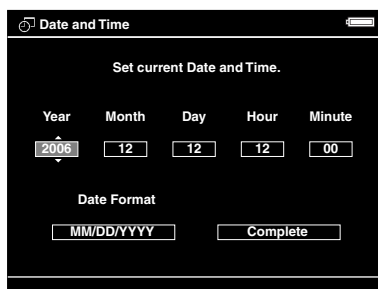 Date and Time
Set current Date and Time.
Year Month Day Hour Minute
2006 12 12 12 00
Date Format
MM/DD/YYYY Complete